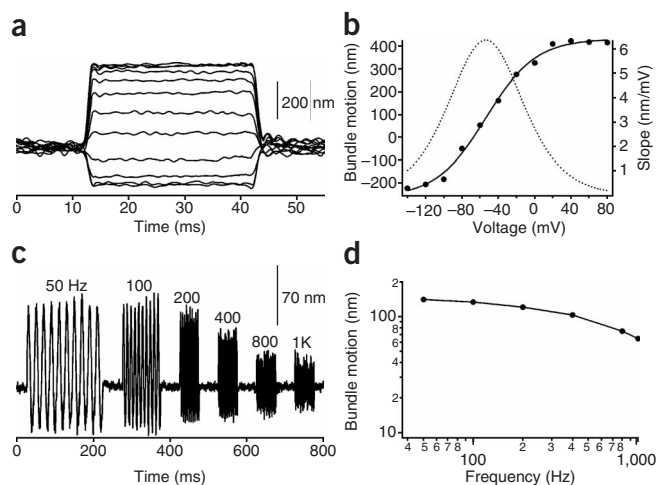 a
200 nm
0 10 20 30 40 50
Time (ms)
b
Bundle motion (nm)
400
300
200
100
0
−100
−200
6
5
4
3
2
1
Slope (nm/mV)
−120 −80 −40 0 40 80
Voltage (mV)
c
50 Hz 100 200 400 800 1K
70 nm
0 200 400 600 800
Time (ms)
d
Bundle motion (nm)
2
100
8
6
4
2
10
4 5 6 7 8 100 2 3 4 5 6 7 8 1,000
Frequency (Hz)